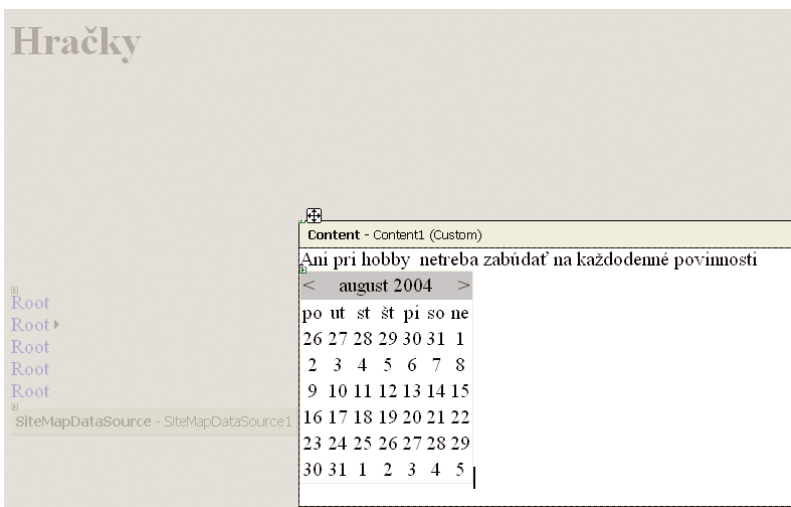 Hračky
Content - Content1 (Custom)
Ani pri hobby netreba zabúdať na každodenné povinnosti
< august 2004 >
po ut st št pi so ne
26 27 28 29 30 31 1
2 3 4 5 6 7 8
9 10 11 12 13 14 15
16 17 18 19 20 21 22
23 24 25 26 27 28 29
30 31 1 2 3 4 5
Root
Root
Root
Root
Root
SiteMapDataSource - SiteMapDataSource1